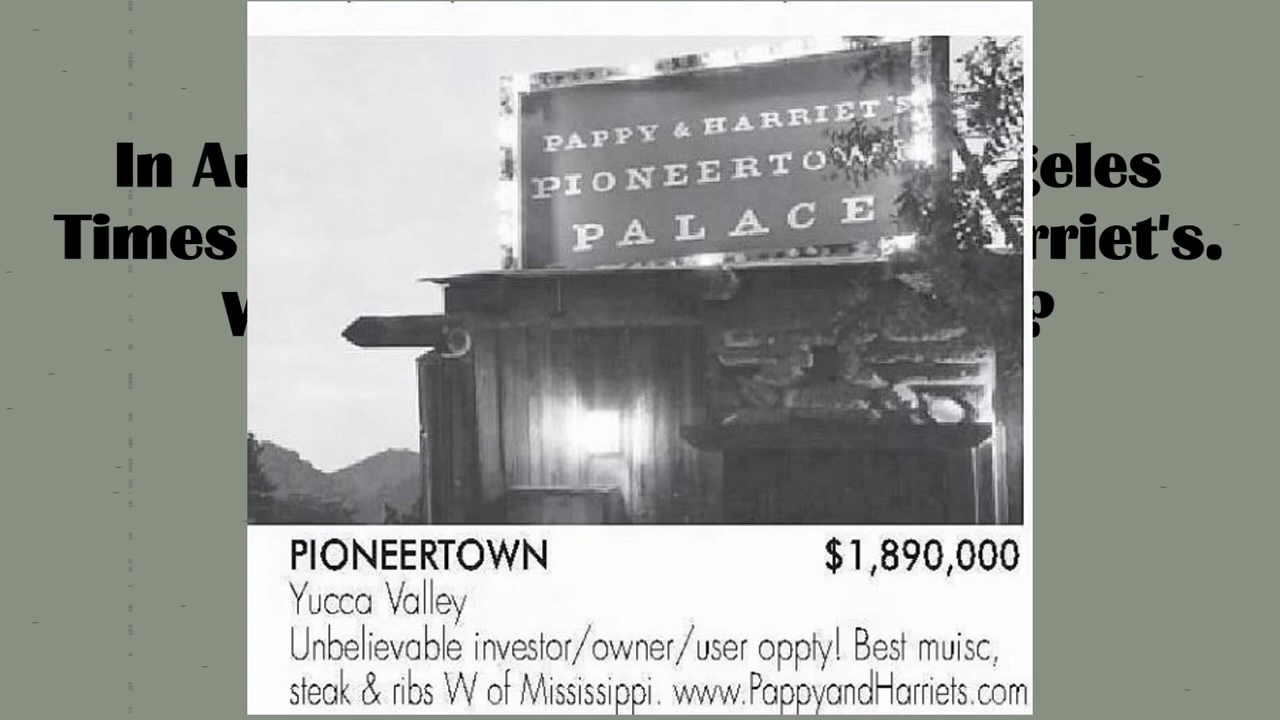 In Au
geles
Times
rriet's.
PAPPY & HARRIET'S
PIONEERTOWN
PALACE
PIONEERTOWN $1,890,000
Yucca Valley
Unbelievable investor/owner/user oppty! Best muisc,
steak & ribs W of Mississippi. www.PappyandHarriets.com